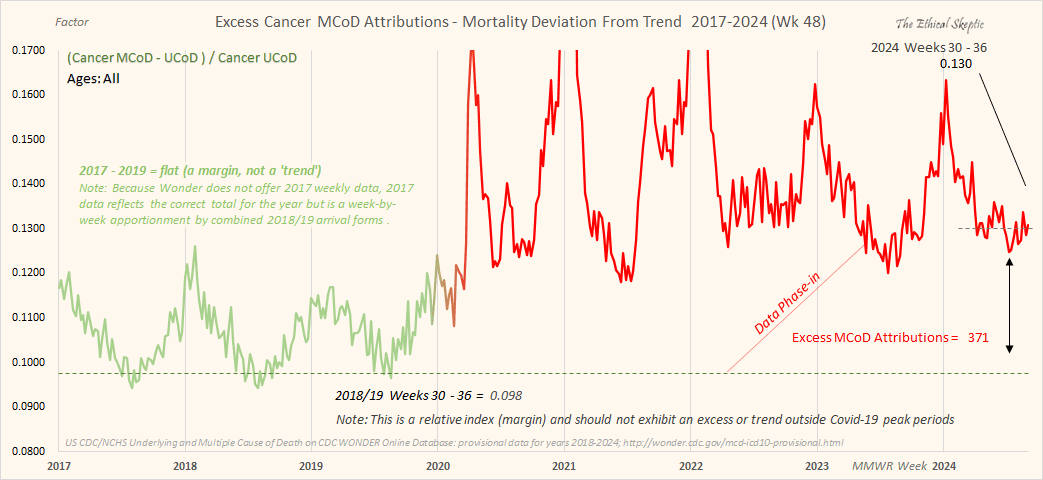 Factor
Excess Cancer MCoD Attributions - Mortality Deviation From Trend 2017-2024 (Wk 48)
The Ethical Skeptic
0.1700
(Cancer MCoD - UCoD ) / Cancer UCoD
2024 Weeks 30 - 36
0.130
Ages: All
0.1600
0.1500
0.1400
2017 - 2019 = flat (a margin, not a 'trend')
Note: Because Wonder does not offer 2017 weekly data, 2017
data reflects the correct total for the year but is a week-by-
week apportionment by combined 2018/19 arrival forms .
0.1300
0.1200
Data Phase-in
0.1100
Excess MCoD Attributions = 371
0.1000
2018/19 Weeks 30 - 36 = 0.098
0.0900
Note: This is a relative index (margin) and should not exhibit an excess or trend outside Covid-19 peak periods
US CDC/NCHS Underlying and Multiple Cause of Death on CDC WONDER Online Database: provisional data for years 2018-2024; http://wonder.cdc.gov/mcd-icd10-provisional.html
0.0800
2017 2018 2019 2020 2021 2022 2023 MMWR Week 2024